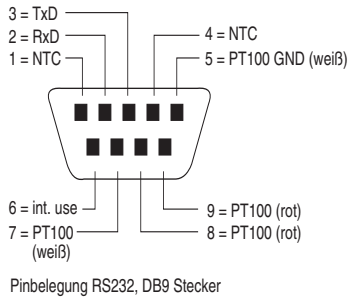 3 = TxD
2 = RxD
1 = NTC
4 = NTC
5 = PT100 GND (weiß)
6 = int. use
7 = PT100
(weiß)
9 = PT100 (rot)
8 = PT100 (rot)
Pinbelegung RS232, DB9 Stecker